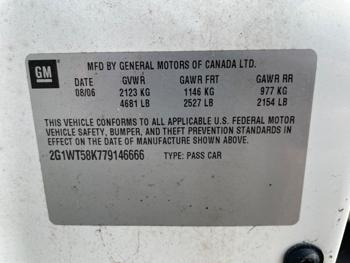 MFD BY GENERAL MOTORS OF CANADA LTD.
GM
DATE GVWR GAWR FRT GAWR RR
08/06 2123 KG 1146 KG 977 KG
4681 LB 2527 LB 2154 LB
THIS VEHICLE CONFORMS TO ALL APPLICABLE U.S. FEDERAL MOTOR
VEHICLE SAFETY, BUMPER, AND THEFT PREVENTION STANDARDS IN
EFFECT ON THE DATE OF MANUFACTURE SHOWN ABOVE.
2G1WT58K779146666 TYPE: PASS CAR